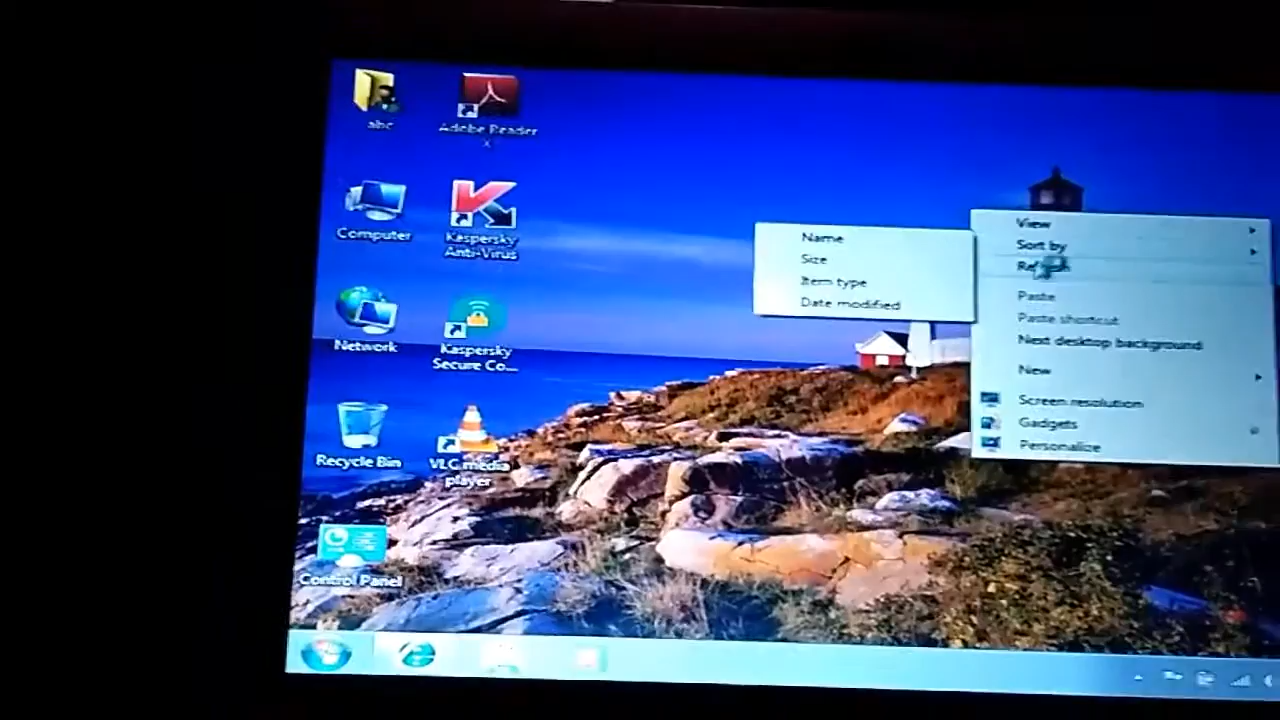 abc
Adobe Reader
X
Computer
Kaspersky
Anti-Virus
Network
Kaspersky
Secure Co...
Recycle Bin
VLC media
player
Control Panel
Name
Size
Item type
Date modified
View
Sort by
Refresh
Paste
Paste shortcut
Next desktop background
New
Screen resolution
Gadgets
Personalize